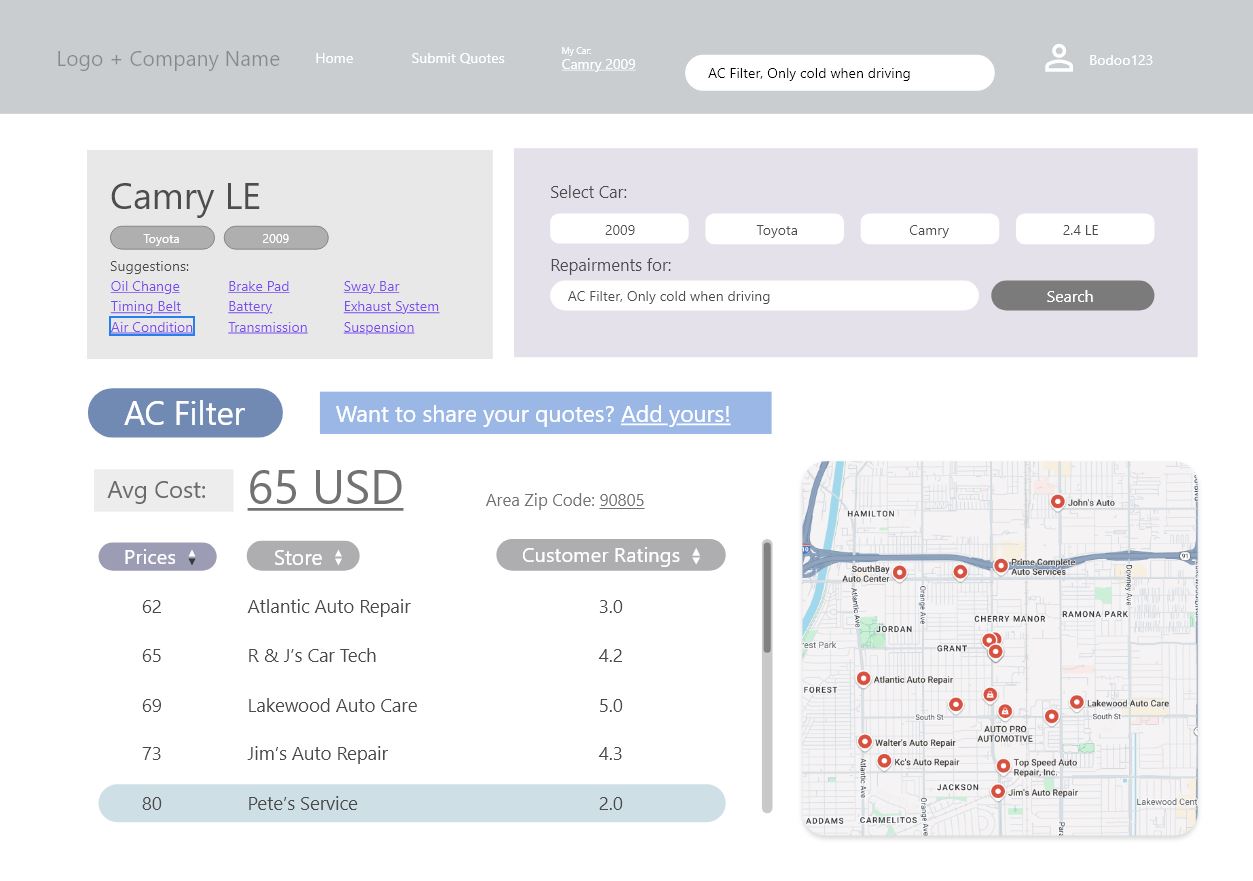 Logo + Company Name
Home
Submit Quotes
My Car:
Camry 2009
AC Filter, Only cold when driving
Bodoo123
Camry LE
Toyota
2009
Suggestions:
Oil Change
Brake Pad
Sway Bar
Timing Belt
Battery
Exhaust System
Air Condition
Transmission
Suspension
Select Car:
2009
Toyota
Camry
2.4 LE
Repairments for:
AC Filter, Only cold when driving
Search
AC Filter
Want to share your quotes? Add yours!
Avg Cost:
65 USD
Area Zip Code: 90805
Prices
Store
Customer Ratings
62
Atlantic Auto Repair
3.0
65
R & J's Car Tech
4.2
69
Lakewood Auto Care
5.0
73
Jim's Auto Repair
4.3
80
Pete's Service
2.0
John's Auto
HAMILTON
91
SouthBay
Auto Center
Prime Complete
Auto Services
Atlantic Ave
Orange Ave
Downey Ave
RAMONA PARK
CHERRY MANOR
JORDAN
rest Park
GRANT
Atlantic Auto Repair
FOREST
Lakewood Auto Care
South St
South St
AUTO PRO
AUTOMOTIVE
Walter's Auto Repair
Kc's Auto Repair
Top Speed Auto
Repair, Inc.
Atlantic Ave
JACKSON
Jim's Auto Repair
Orange Ave
Lakewood Cent
ADDAMS
CARMELITOS
Par